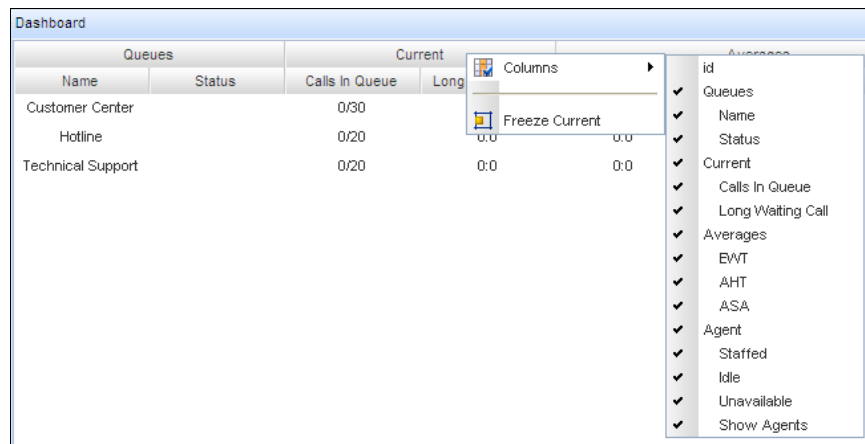 Dashboard
Queues Current Averages
Name Status Calls In Queue Long
Customer Center 0/30
Hotline 0/20 0:0 0:0
Technical Support 0/20 0:0 0:0
Columns
Freeze Current
id
Queues
Name
Status
Current
Calls In Queue
Long Waiting Call
Averages
EWT
AHT
ASA
Agent
Staffed
Idle
Unavailable
Show Agents